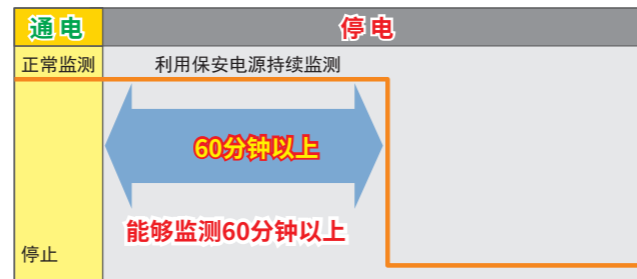 通电 停电
正常监测 利用保安电源持续监测
60分钟以上
能够监测60分钟以上
停止